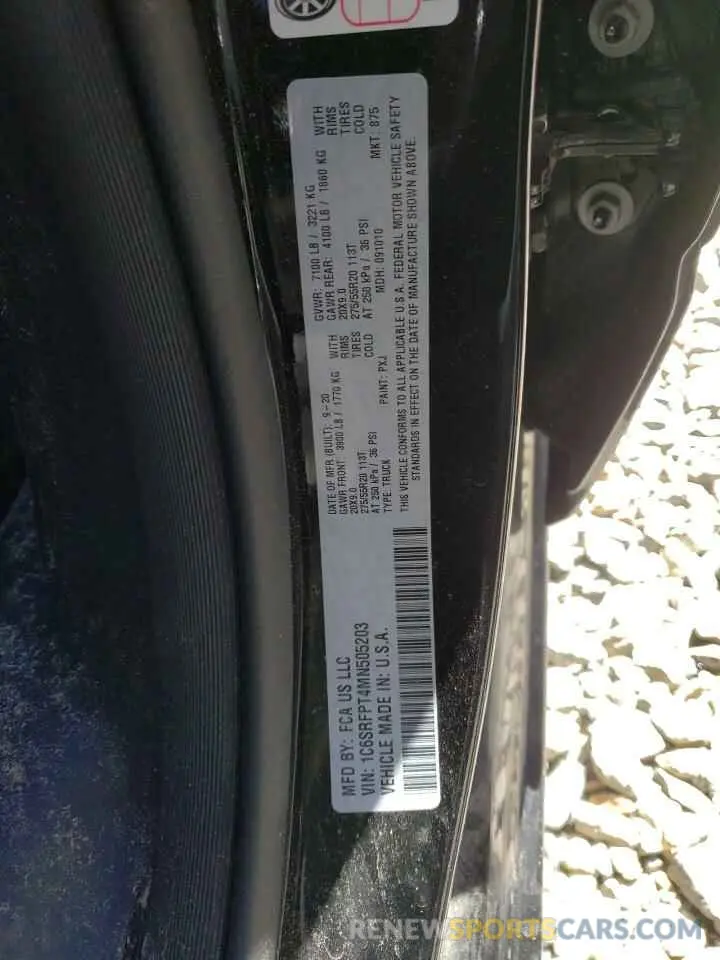 MFD BY: FCA US LLC
VIN: 1C6SRFPT4MN505203
VEHICLE MADE IN: U.S.A.
DATE OF MFR (BUILT): 9-20
GAWR FRONT: 3900 LB / 1770 KG WITH
20X9.0 RIMS
275/55R20 113T TIRES
AT 250 kPa / 36 PSI COLD
TYPE: TRUCK PAINT: PXJ
GVWR: 7100 LB / 3221 KG
GAWR REAR: 4100 LB / 1860 KG WITH
20X9.0 RIMS
275/55R20 113T TIRES
AT 250 kPa / 36 PSI COLD
MDH: 091010 MKT: 875
THIS VEHICLE CONFORMS TO ALL APPLICABLE U.S.A. FEDERAL MOTOR VEHICLE SAFETY
STANDARDS IN EFFECT ON THE DATE OF MANUFACTURE SHOWN ABOVE.
RENEWSPORTSCARS.COM